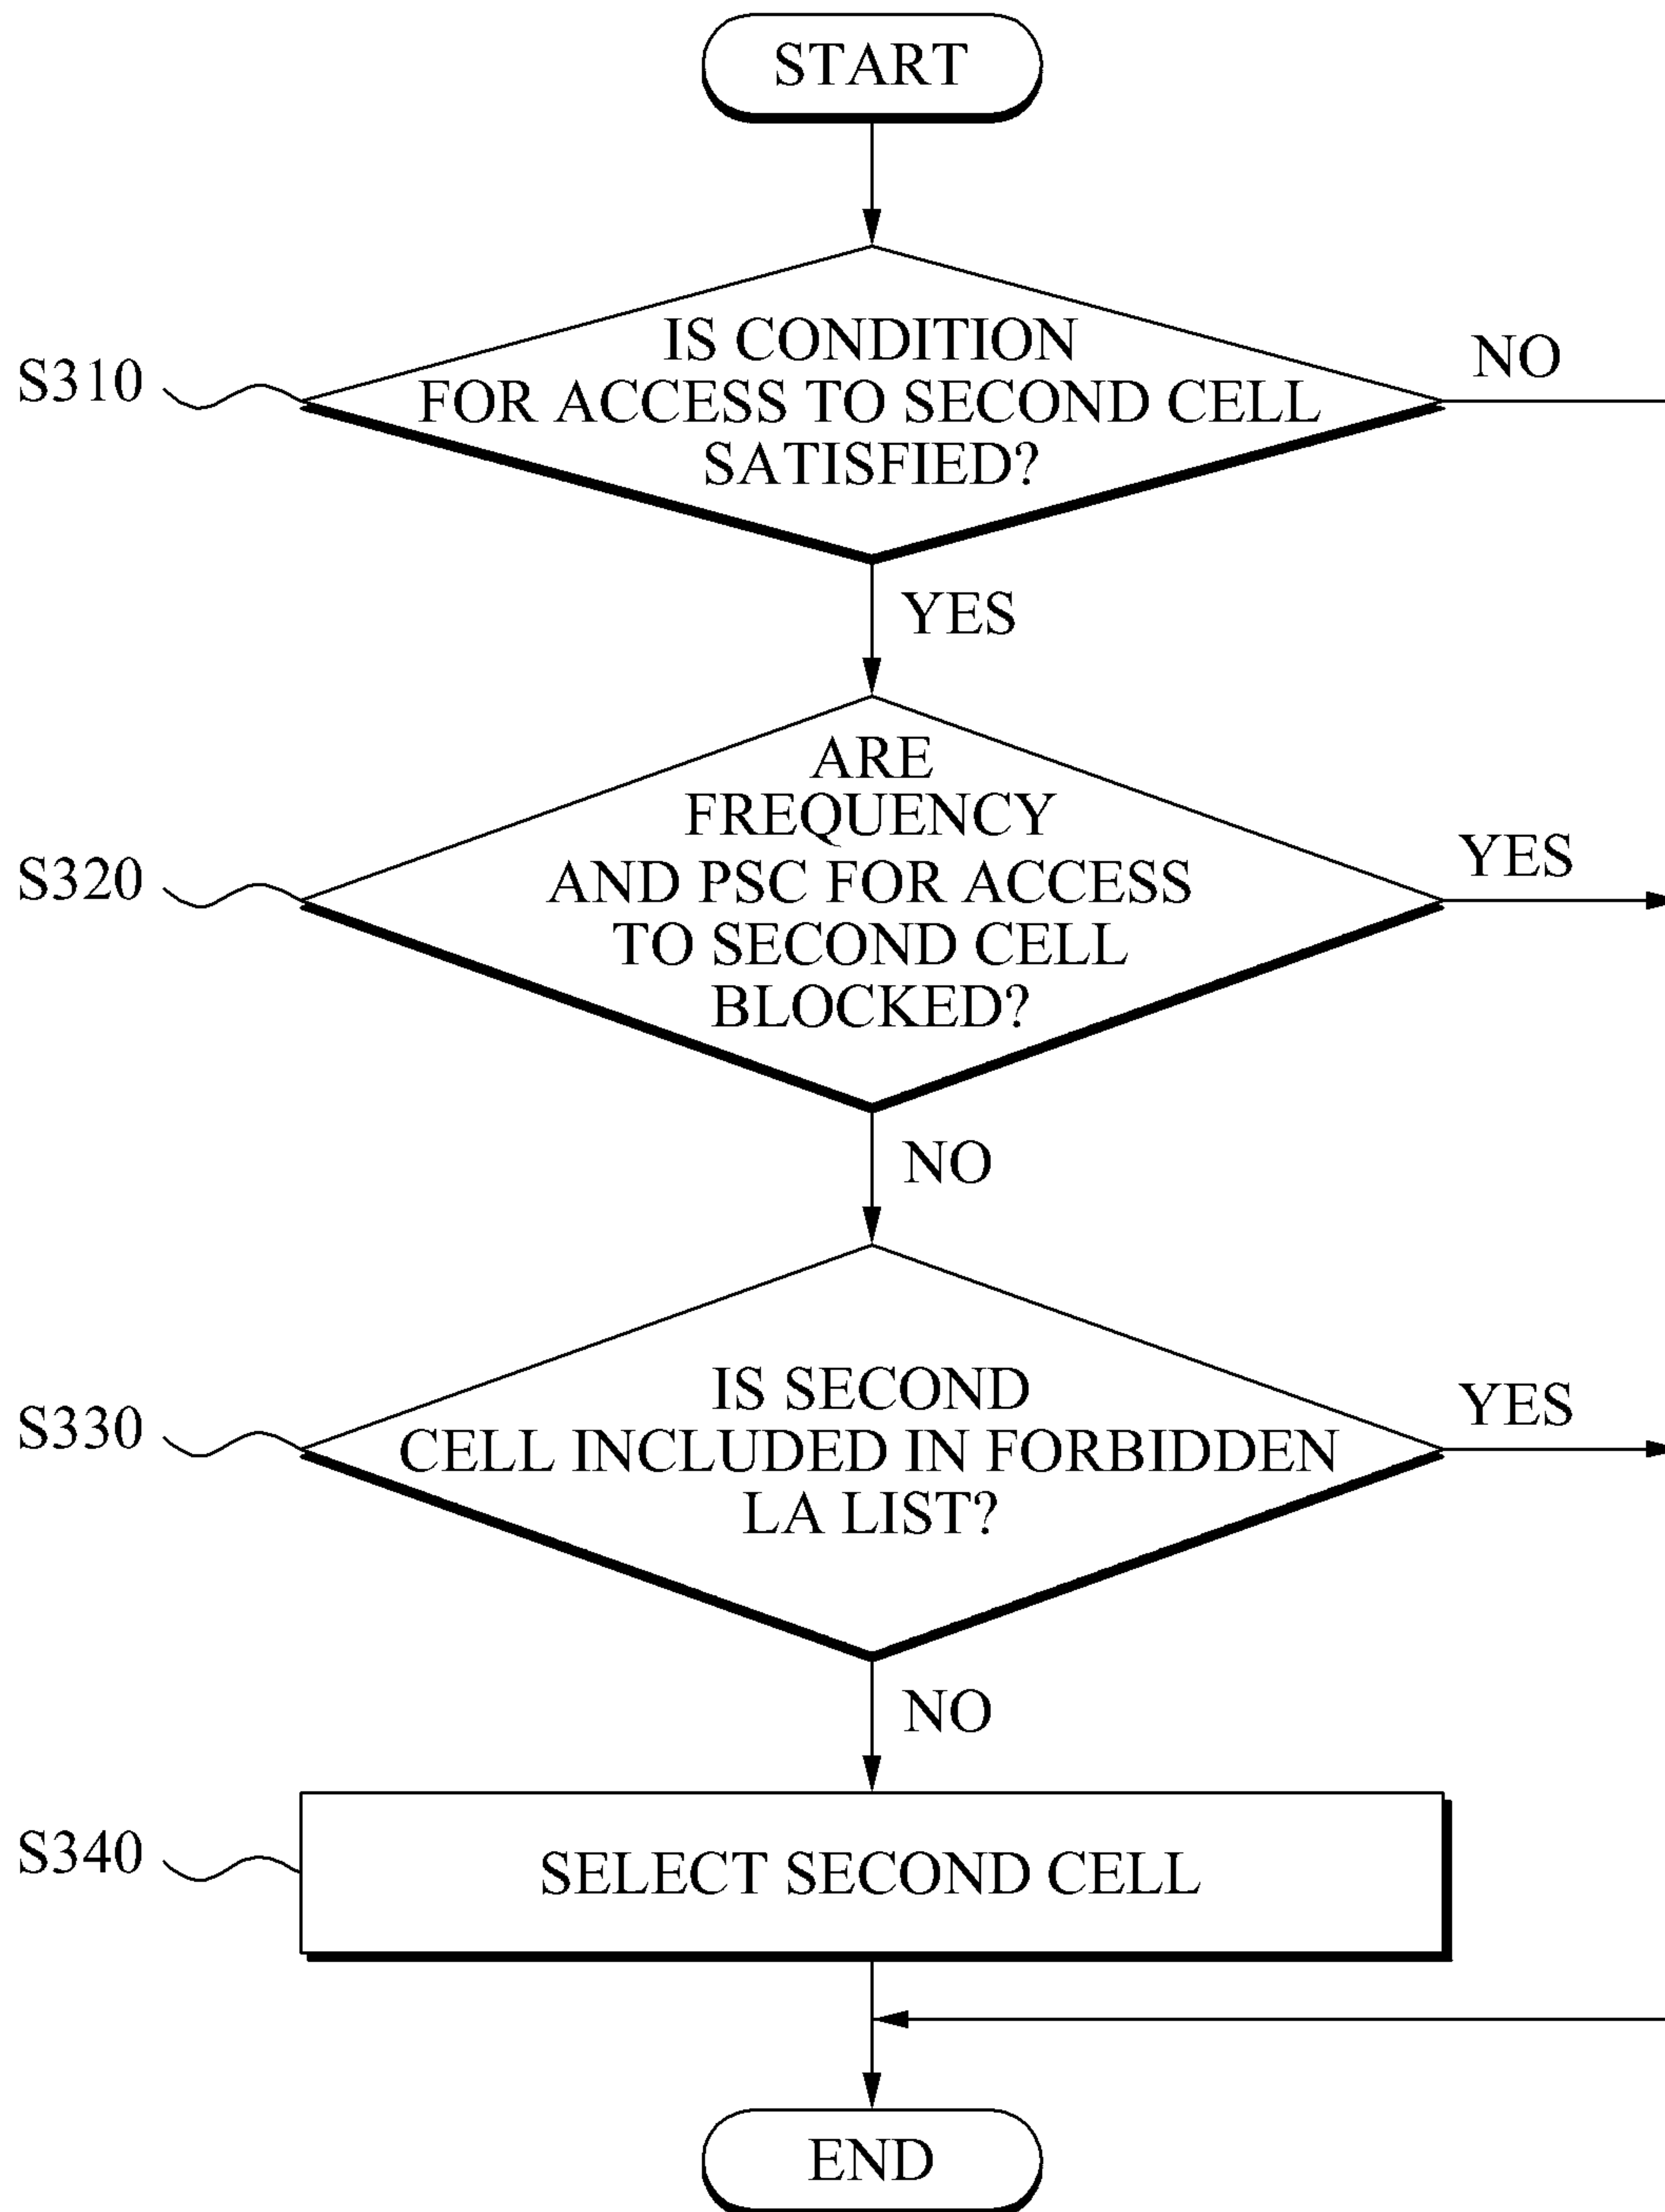 START
S310
IS CONDITION
FOR ACCESS TO SECOND CELL
SATISFIED?
NO
YES
S320
ARE
FREQUENCY
AND PSC FOR ACCESS
TO SECOND CELL
BLOCKED?
YES
NO
S330
IS SECOND
CELL INCLUDED IN FORBIDDEN
LA LIST?
YES
NO
S340
SELECT SECOND CELL
END